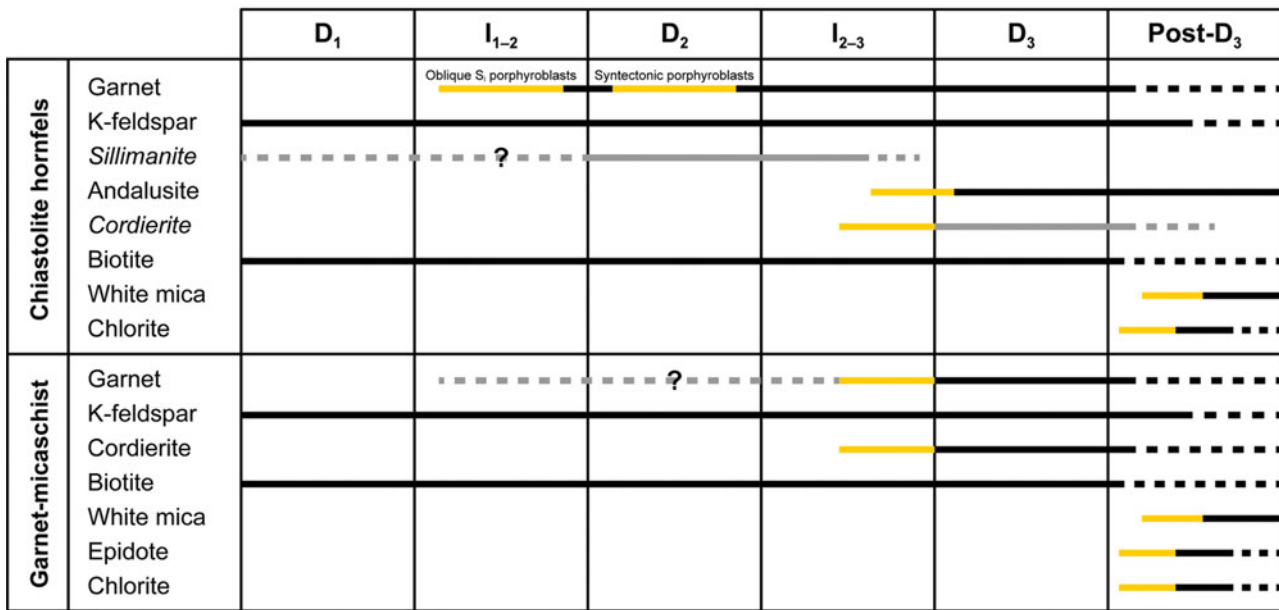 D₁ I₁₋₂ D₂ I₂₋₃ D₃ Post-D₃
Chiastolite hornfels
Oblique Sᵢ porphyroblasts Syntectonic porphyroblasts
Garnet
K-feldspar
Sillimanite ?
Andalusite
Cordierite
Biotite
White mica
Chlorite
Garnet-micaschist
Garnet ?
K-feldspar
Cordierite
Biotite
White mica
Epidote
Chlorite